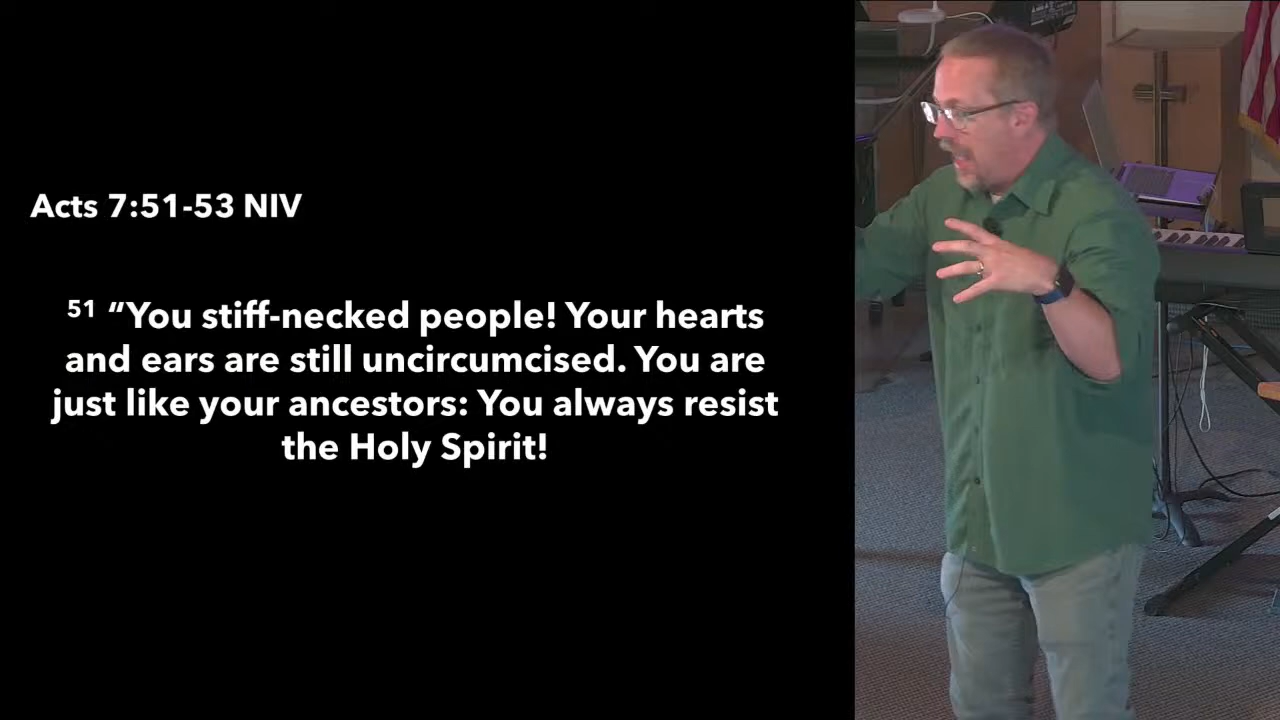 Acts 7:51-53 NIV
51 “You stiff-necked people! Your hearts
and ears are still uncircumcised. You are
just like your ancestors: You always resist
the Holy Spirit!